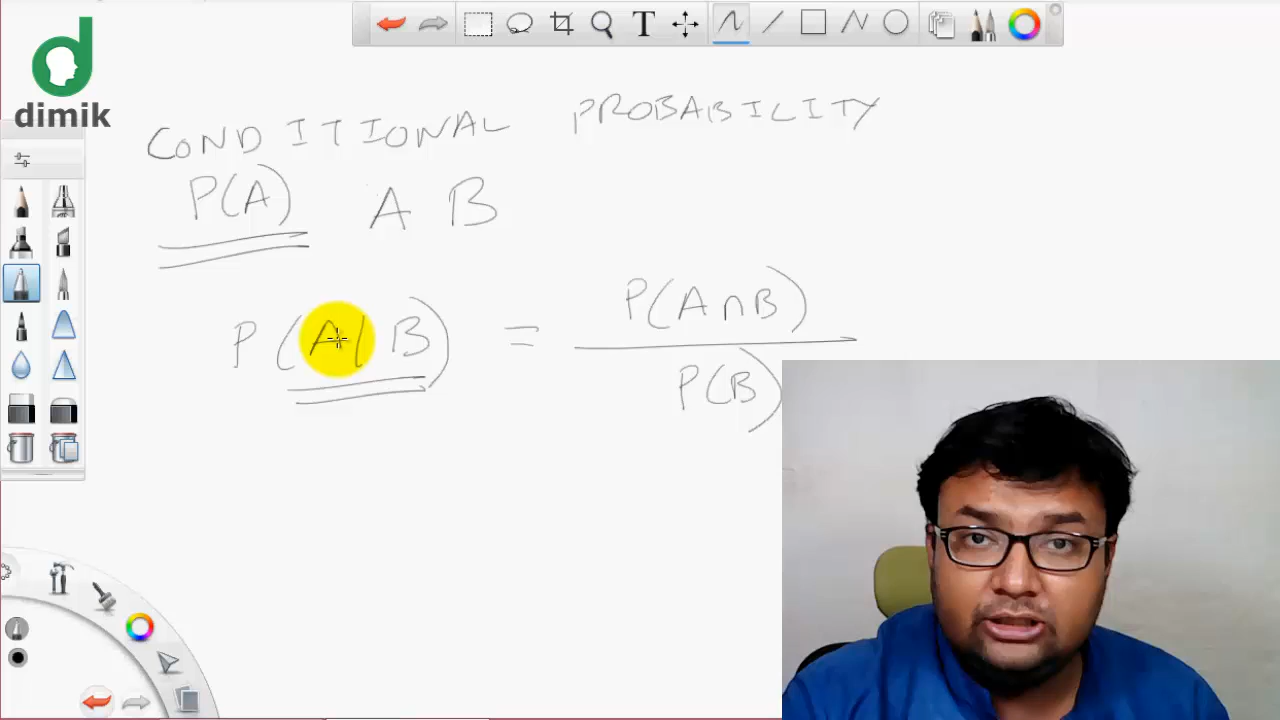 dimik
CONDITIONAL PROBABILITY
P(A) A B
P(A|B) = P(A∩B)
P(B)